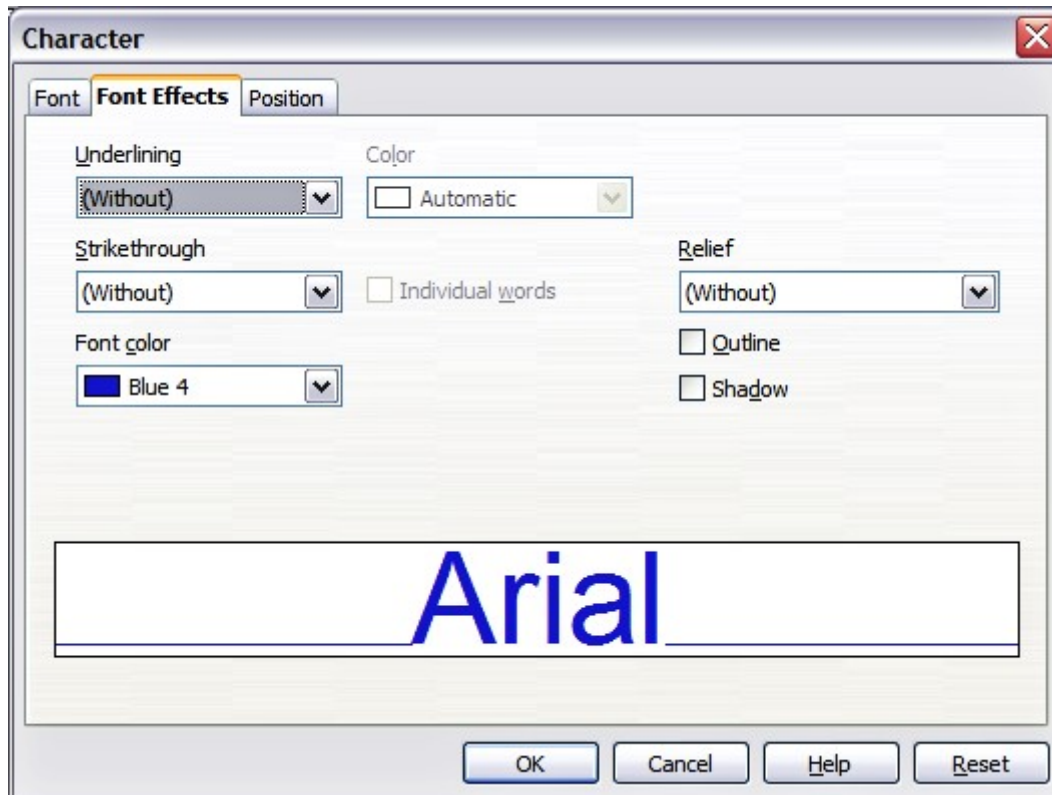 Character
Font Font Effects Position
Underlining Color
(Without) Automatic
Strikethrough Relief
(Without) Individual words (Without)
Font color Outline
Blue 4 Shadow
Arial
OK Cancel Help Reset